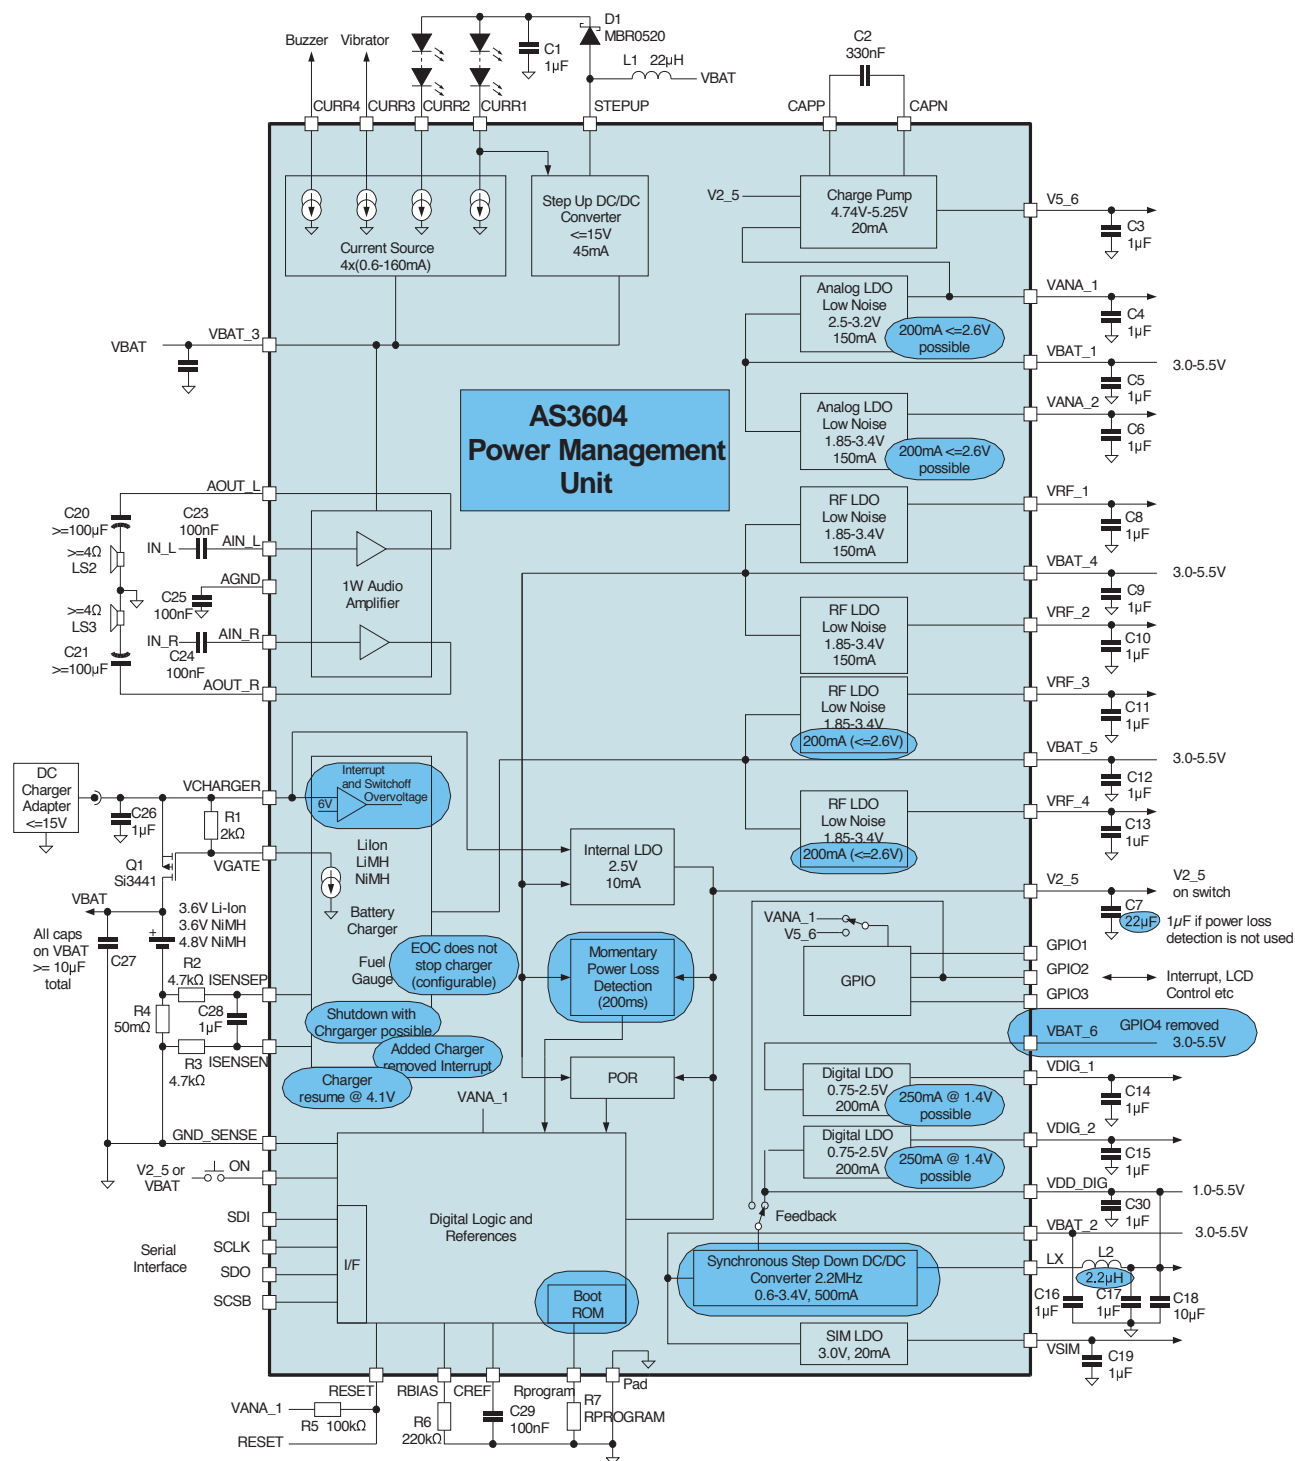 Buzzer
Vibrator
C1
1µF
D1
MBR0520
L1 22µH
VBAT
C2
330nF
CURR4
CURR3
CURR2
CURR1
STEPUP
CAPP
CAPN
Current Source
4x(0.6-160mA)
Step Up DC/DC
Converter
<=15V
45mA
V2_5
Charge Pump
4.74V-5.25V
20mA
V5_6
C3
1µF
Analog LDO
Low Noise
2.5-3.2V
150mA
200mA <=2.6V
possible
VANA_1
C4
1µF
VBAT
VBAT_3
VBAT_1
3.0-5.5V
C5
1µF
AS3604
Power Management
Unit
Analog LDO
Low Noise
1.85-3.4V
150mA
200mA <=2.6V
possible
VANA_2
C6
1µF
RF LDO
Low Noise
1.85-3.4V
150mA
VRF_1
C8
1µF
VBAT_4
3.0-5.5V
C9
1µF
RF LDO
Low Noise
1.85-3.4V
150mA
VRF_2
C10
1µF
AOUT_L
C20
>=100µF
C23
100nF
IN_L
AIN_L
>=4Ω
LS2
AGND
C25
100nF
>=4Ω
LS3
IN_R
AIN_R
C24
100nF
C21
>=100µF
AOUT_R
1W Audio
Amplifier
RF LDO
Low Noise
1.85-3.4V
200mA (<=2.6V)
VRF_3
C11
1µF
VBAT_5
3.0-5.5V
C12
1µF
RF LDO
Low Noise
1.85-3.4V
200mA (<=2.6V)
VRF_4
C13
1uF
DC
Charger
Adapter
<=15V
VCHARGER
C26
1µF
R1
2kΩ
Q1
Si3441
VGATE
Interrupt
and Switchoff
Overvoltage
6V
LiIon
LiMH
NiMH
Battery
Charger
Fuel
Gauge
EOC does not
stop charger
(configurable)
Shutdown with
Chrgarger possible
Added Charger
removed Interrupt
Charger
resume @ 4.1V
VBAT
3.6V Li-Ion
3.6V NiMH
4.8V NiMH
All caps
on VBAT
>= 10µF
total
C27
R2
4.7kΩ
ISENSEP
R4
50mΩ
C28
1µF
R3
4.7kΩ
ISENSEN
Internal LDO
2.5V
10mA
Momentary
Power Loss
Detection
(200ms)
POR
V2_5
V2_5
on switch
C7
22µF
1µF if power loss
detection is not used
VANA_1
V5_6
GPIO
GPIO1
GPIO2
GPIO3
Interrupt, LCD
Control etc
VBAT_6
GPIO4 removed
3.0-5.5V
Digital LDO
0.75-2.5V
200mA
250mA @ 1.4V
possible
VDIG_1
C14
1µF
Digital LDO
0.75-2.5V
200mA
250mA @ 1.4V
possible
VDIG_2
C15
1µF
VDD_DIG
1.0-5.5V
C30
1µF
Feedback
VBAT_2
3.0-5.5V
Synchronous Step Down DC/DC
Converter 2.2MHz
0.6-3.4V, 500mA
LX
L2
2.2µH
C16
1µF
C17
1µF
C18
10µF
SIM LDO
3.0V, 20mA
VSIM
C19
1µF
GND_SENSE
V2_5 or
VBAT
ON
VANA_1
Serial
Interface
SDI
SCLK
SDO
SCSB
I/F
Digital Logic and
References
Boot
ROM
RESET
RBIAS
CREF
Rprogram
Pad
VANA_1
R5 100kΩ
RESET
R6
220kΩ
C29
100nF
R7
RPROGRAM